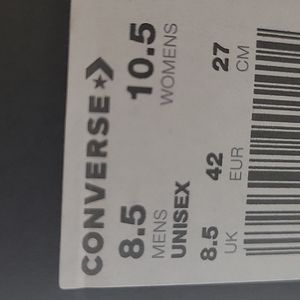 CONVERSE
8.5 10.5
MENS WOMENS
UNISEX
8.5 42 27
UK EUR CM